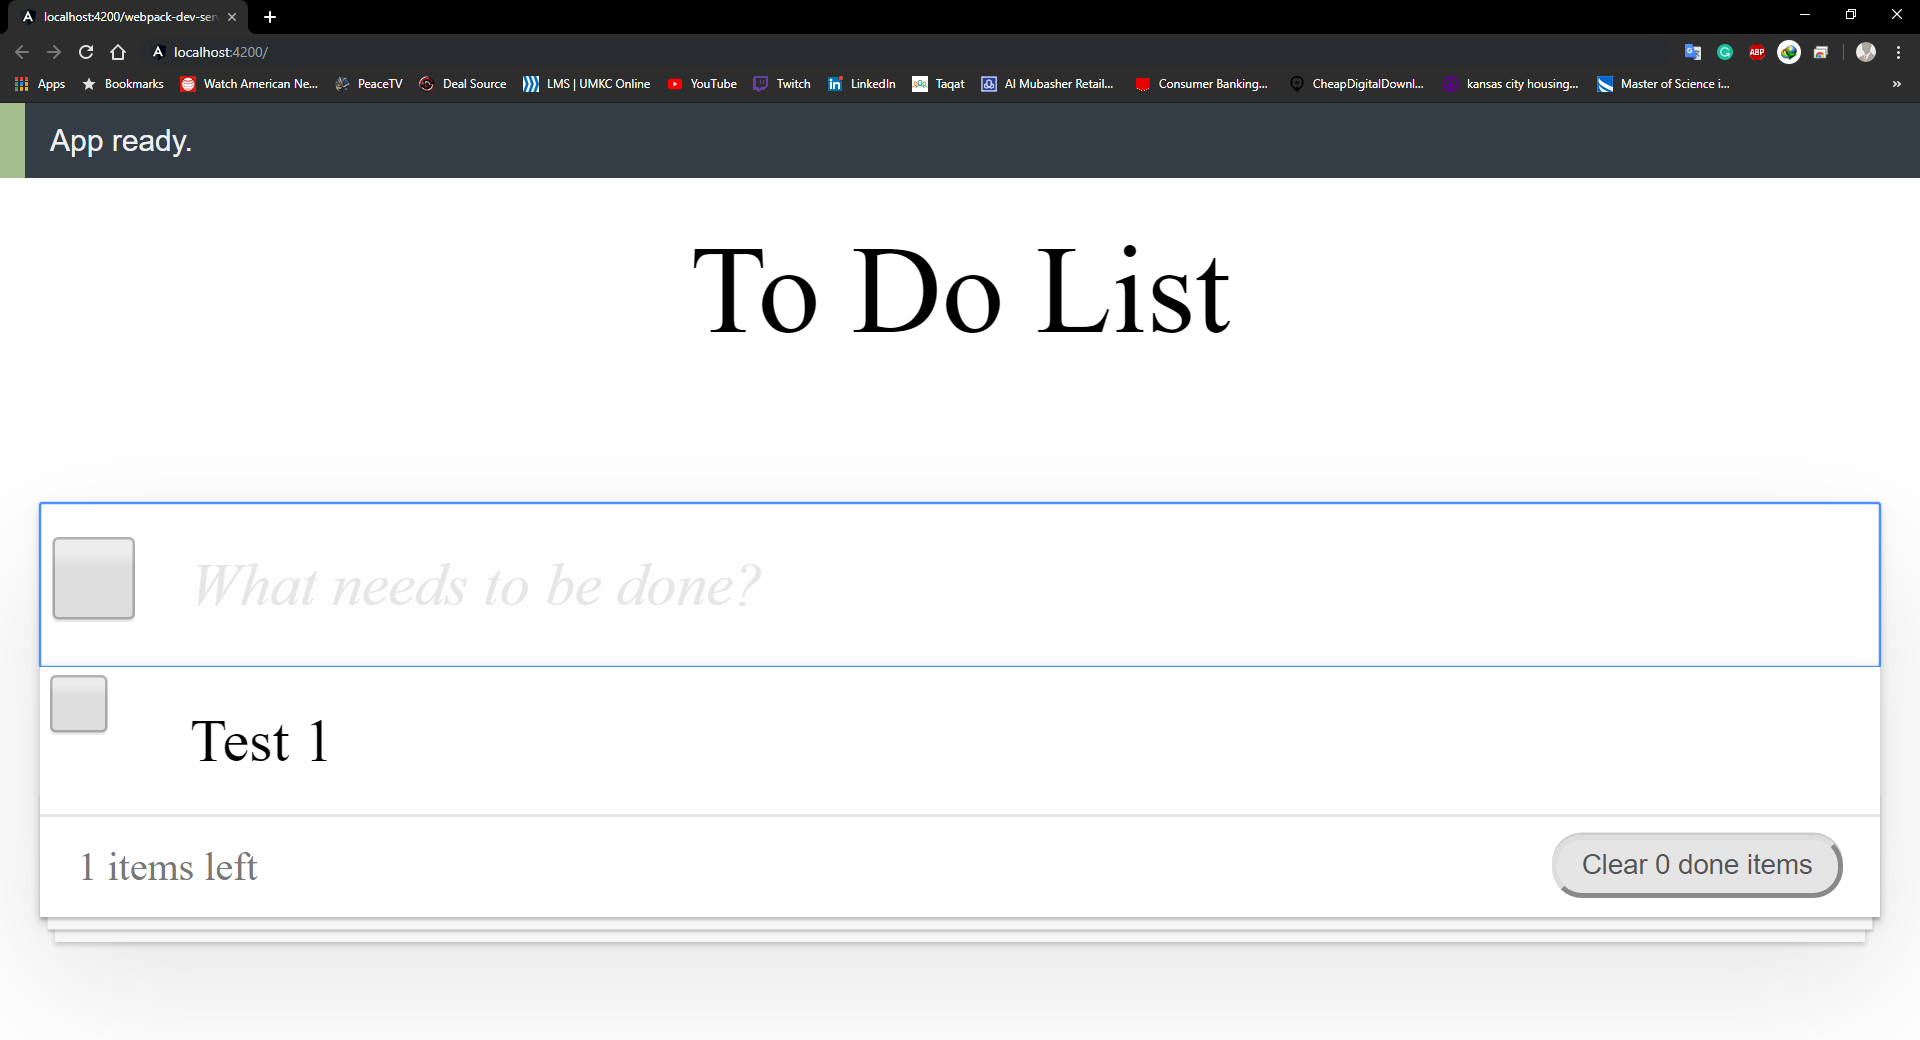 localhost:4200/webpack-dev-ser
localhost:4200/
Apps Bookmarks Watch American Ne... PeaceTV Deal Source LMS | UMKC Online YouTube Twitch LinkedIn Taqat Al Mubasher Retail... Consumer Banking... CheapDigitalDownl... kansas city housing... Master of Science i... »
App ready.
To Do List
What needs to be done?
Test 1
1 items left Clear 0 done items